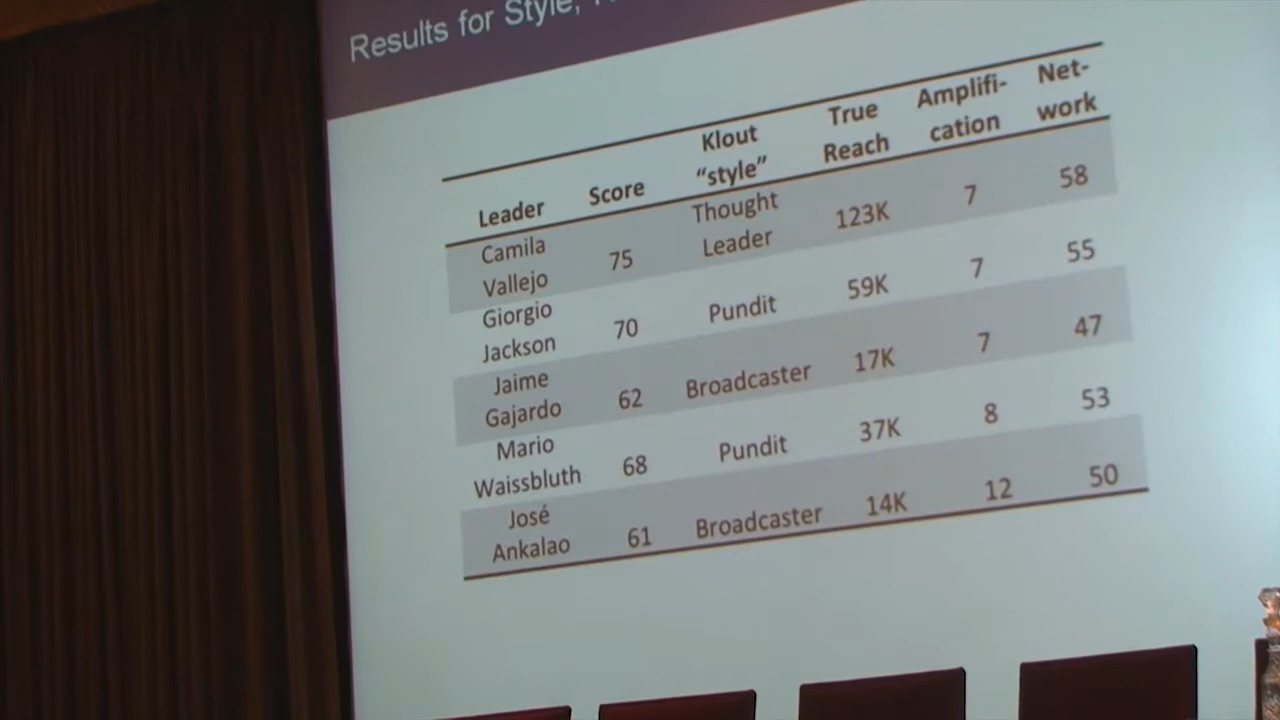 Results for Style,
Leader Score Klout "style" True Reach Amplifi-cation Net-work
Camila Vallejo 75 Thought Leader 123K 7 58
Giorgio Jackson 70 Pundit 59K 7 55
Jaime Gajardo 62 Broadcaster 17K 7 47
Mario Waissbluth 68 Pundit 37K 8 53
José Ankalao 61 Broadcaster 14K 12 50